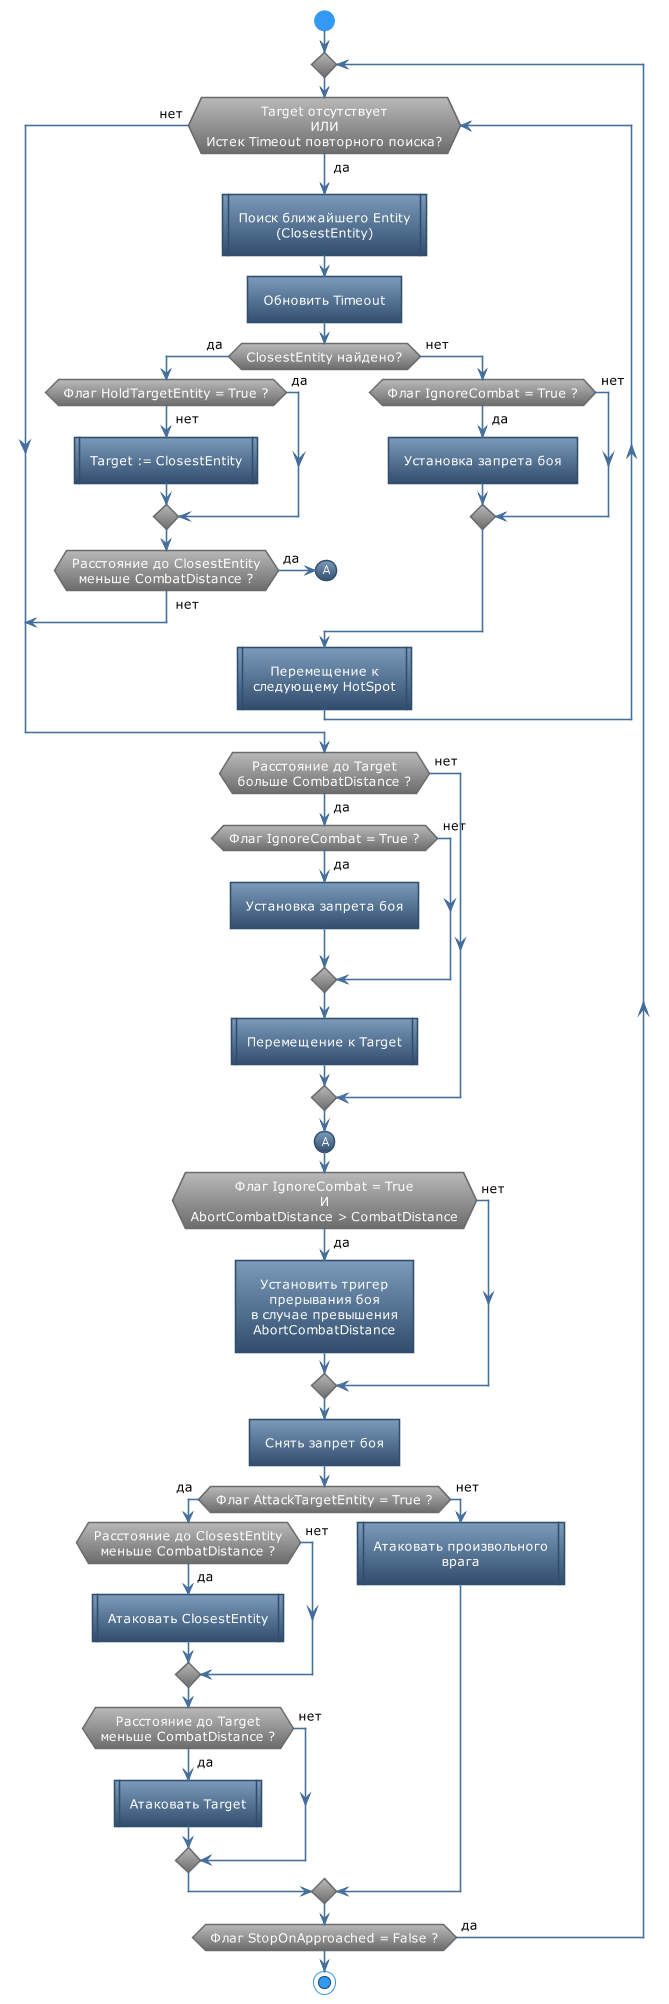 Target отсутствует
ИЛИ
Истек Timeout повторного поиска?
нет
да
Поиск ближайшего Entity
(ClosestEntity)
Обновить Timeout
ClosestEntity найдено?
да
нет
Флаг HoldTargetEntity = True ?
да
нет
Target := ClosestEntity
Расстояние до ClosestEntity
меньше CombatDistance ?
да
A
нет
Флаг IgnoreCombat = True ?
нет
да
Установка запрета боя
Перемещение к
следующему HotSpot
Расстояние до Target
больше CombatDistance ?
нет
да
Флаг IgnoreCombat = True ?
нет
да
Установка запрета боя
Перемещение к Target
A
Флаг IgnoreCombat = True
И
AbortCombatDistance > CombatDistance
нет
да
Установить тригер
прерывания боя
в случае превышения
AbortCombatDistance
Снять запрет боя
Флаг AttackTargetEntity = True ?
да
нет
Расстояние до ClosestEntity
меньше CombatDistance ?
нет
да
Атаковать ClosestEntity
Расстояние до Target
меньше CombatDistance ?
нет
да
Атаковать Target
Атаковать произвольного
врага
Флаг StopOnApproached = False ?
да